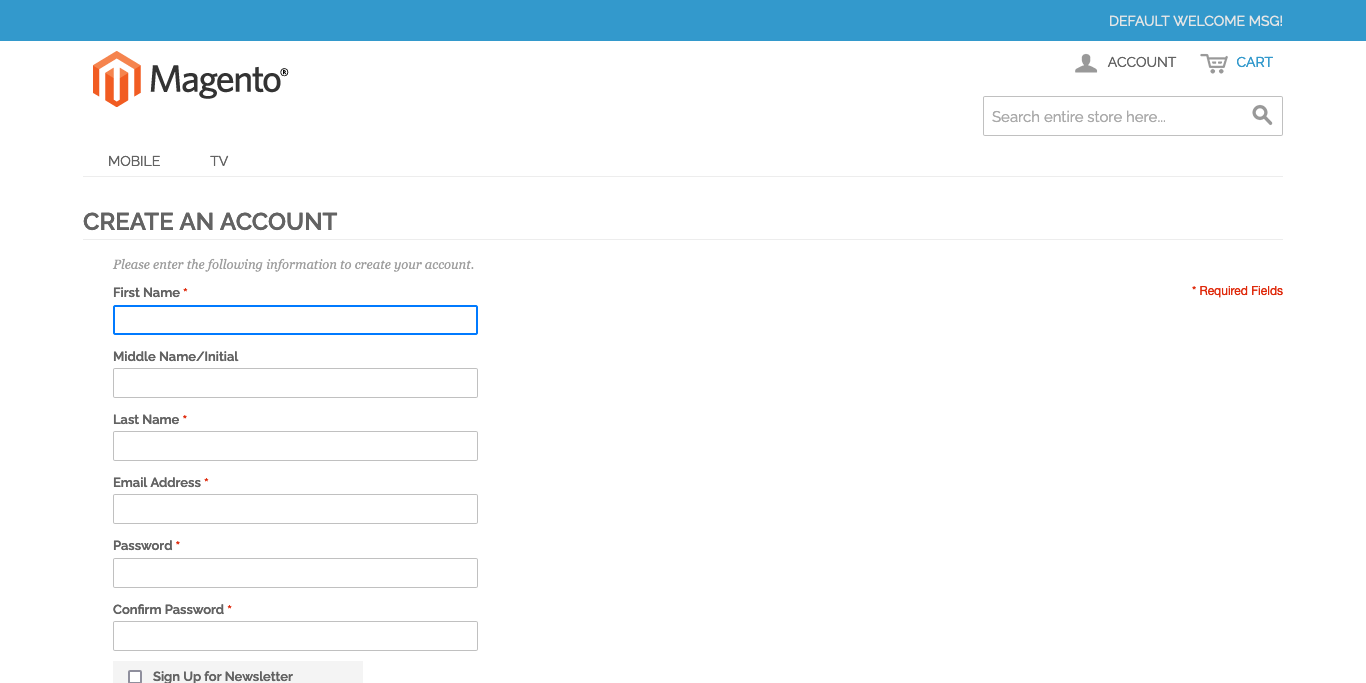 DEFAULT WELCOME MSG!
Magento®
ACCOUNT
CART
Search entire store here...
MOBILE
TV
CREATE AN ACCOUNT
Please enter the following information to create your account.
* Required Fields
First Name *
Middle Name/Initial
Last Name *
Email Address *
Password *
Confirm Password *
Sign Up for Newsletter